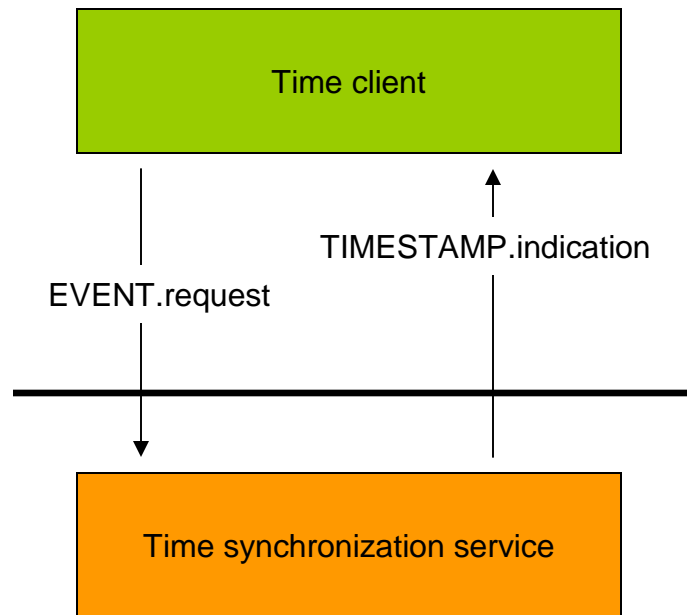 Time client
TIMESTAMP.indication
EVENT.request
Time synchronization service